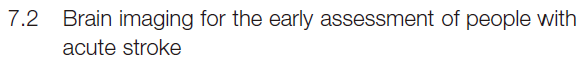 7.2 Brain imaging for the early assessment of people with
acute stroke